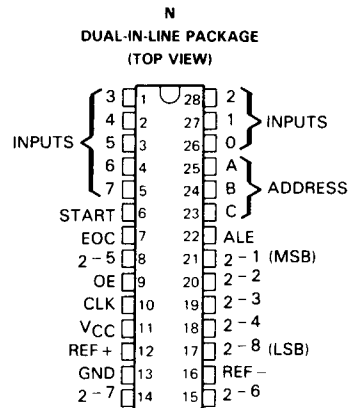 N
DUAL-IN-LINE PACKAGE
(TOP VIEW)
3 1 28 2
4 2 27 1
INPUTS 5 3 26 0 INPUTS
6 4 25 A
7 5 24 B ADDRESS
START 6 23 C
EOC 7 22 ALE
2-5 8 21 2-1 (MSB)
OE 9 20 2-2
CLK 10 19 2-3
VCC 11 18 2-4
REF+ 12 17 2-8 (LSB)
GND 13 16 REF-
2-7 14 15 2-6